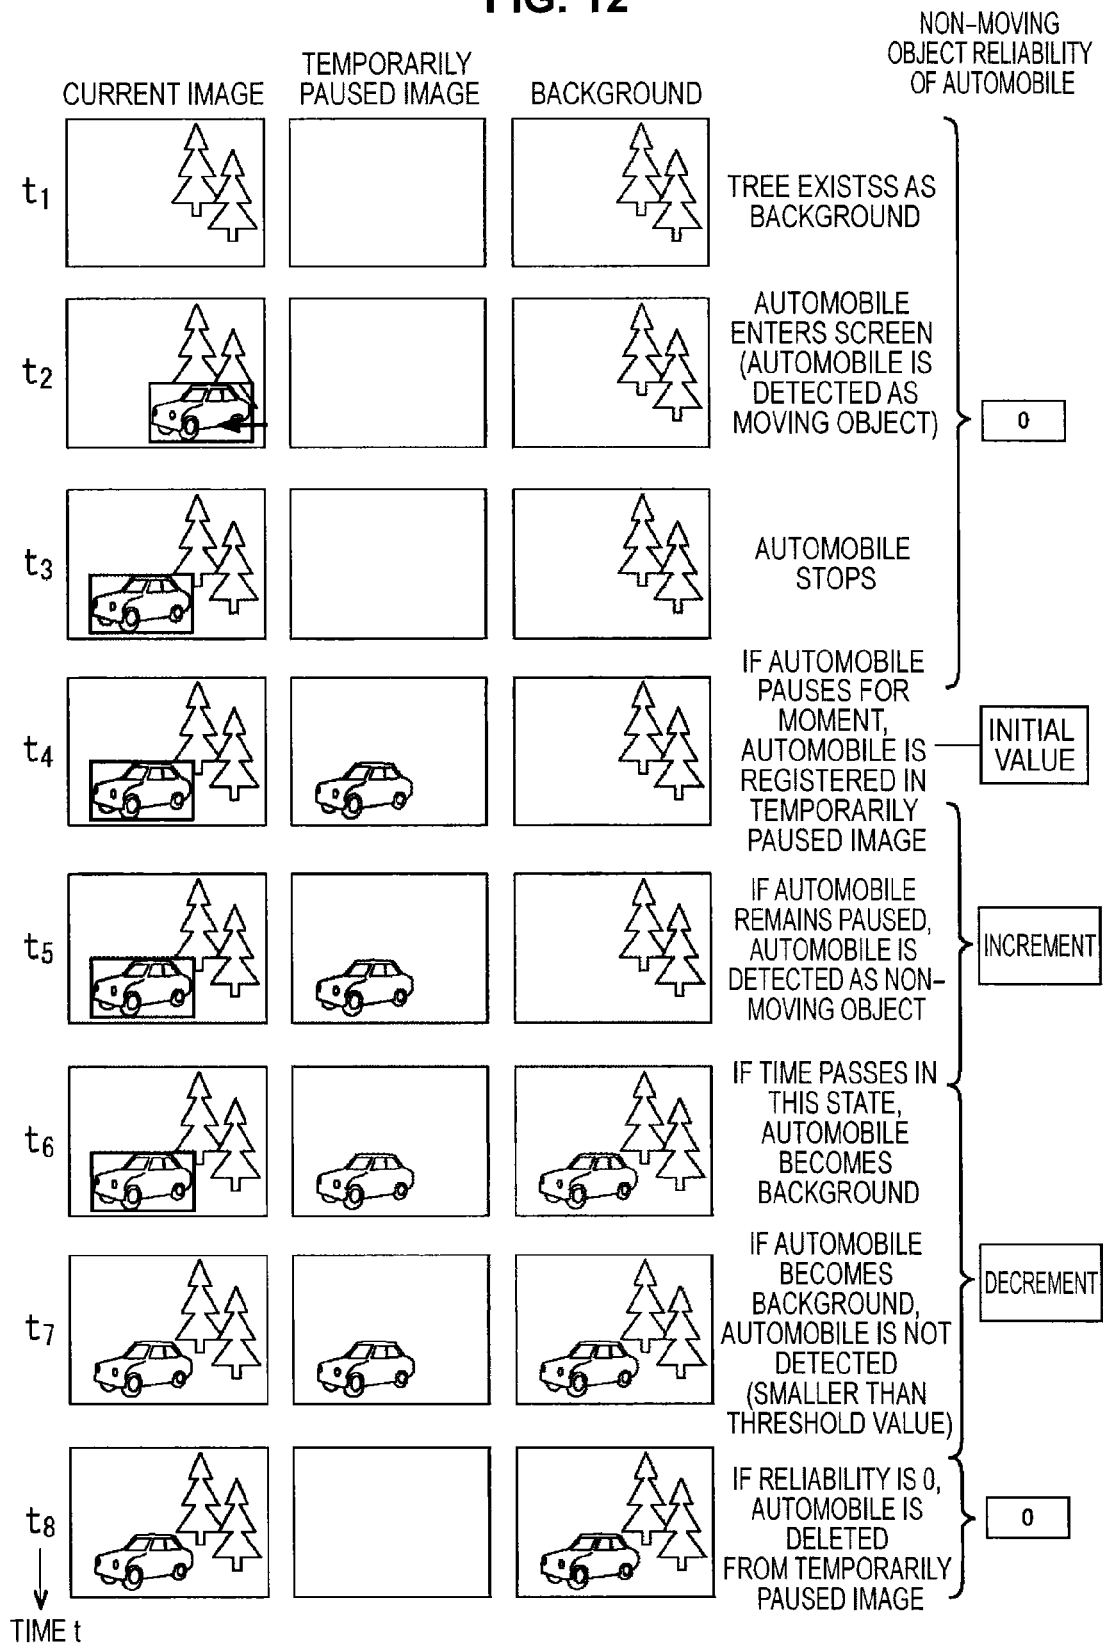 FIG. 12
NON-MOVING
OBJECT RELIABILITY
OF AUTOMOBILE
CURRENT IMAGE
TEMPORARILY
PAUSED IMAGE
BACKGROUND
t1
TREE EXISTSS AS
BACKGROUND
t2
AUTOMOBILE
ENTERS SCREEN
(AUTOMOBILE IS
DETECTED AS
MOVING OBJECT)
0
t3
AUTOMOBILE
STOPS
t4
IF AUTOMOBILE
PAUSES FOR
MOMENT,
AUTOMOBILE IS
REGISTERED IN
TEMPORARILY
PAUSED IMAGE
INITIAL
VALUE
t5
IF AUTOMOBILE
REMAINS PAUSED,
AUTOMOBILE IS
DETECTED AS NON-
MOVING OBJECT
INCREMENT
t6
IF TIME PASSES IN
THIS STATE,
AUTOMOBILE
BECOMES
BACKGROUND
t7
IF AUTOMOBILE
BECOMES
BACKGROUND,
AUTOMOBILE IS NOT
DETECTED
(SMALLER THAN
THRESHOLD VALUE)
DECREMENT
t8
IF RELIABILITY IS 0,
AUTOMOBILE IS
DELETED
FROM TEMPORARILY
PAUSED IMAGE
0
TIME t